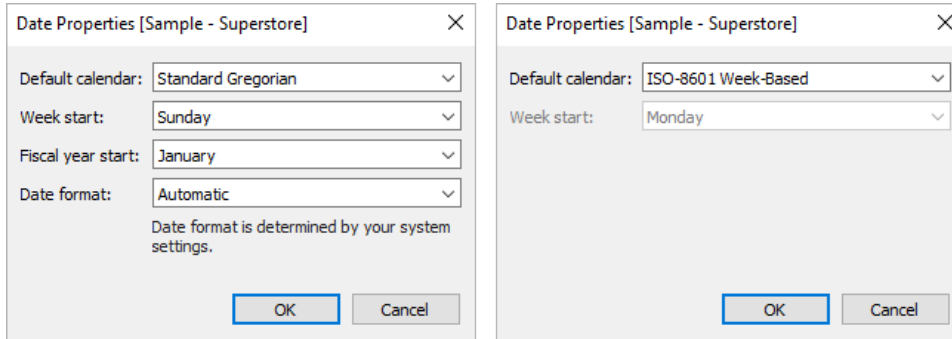 Date Properties [Sample - Superstore]
Default calendar: Standard Gregorian
Week start: Sunday
Fiscal year start: January
Date format: Automatic
Date format is determined by your system
settings.
OK Cancel
Date Properties [Sample - Superstore]
Default calendar: ISO-8601 Week-Based
Week start: Monday
OK Cancel